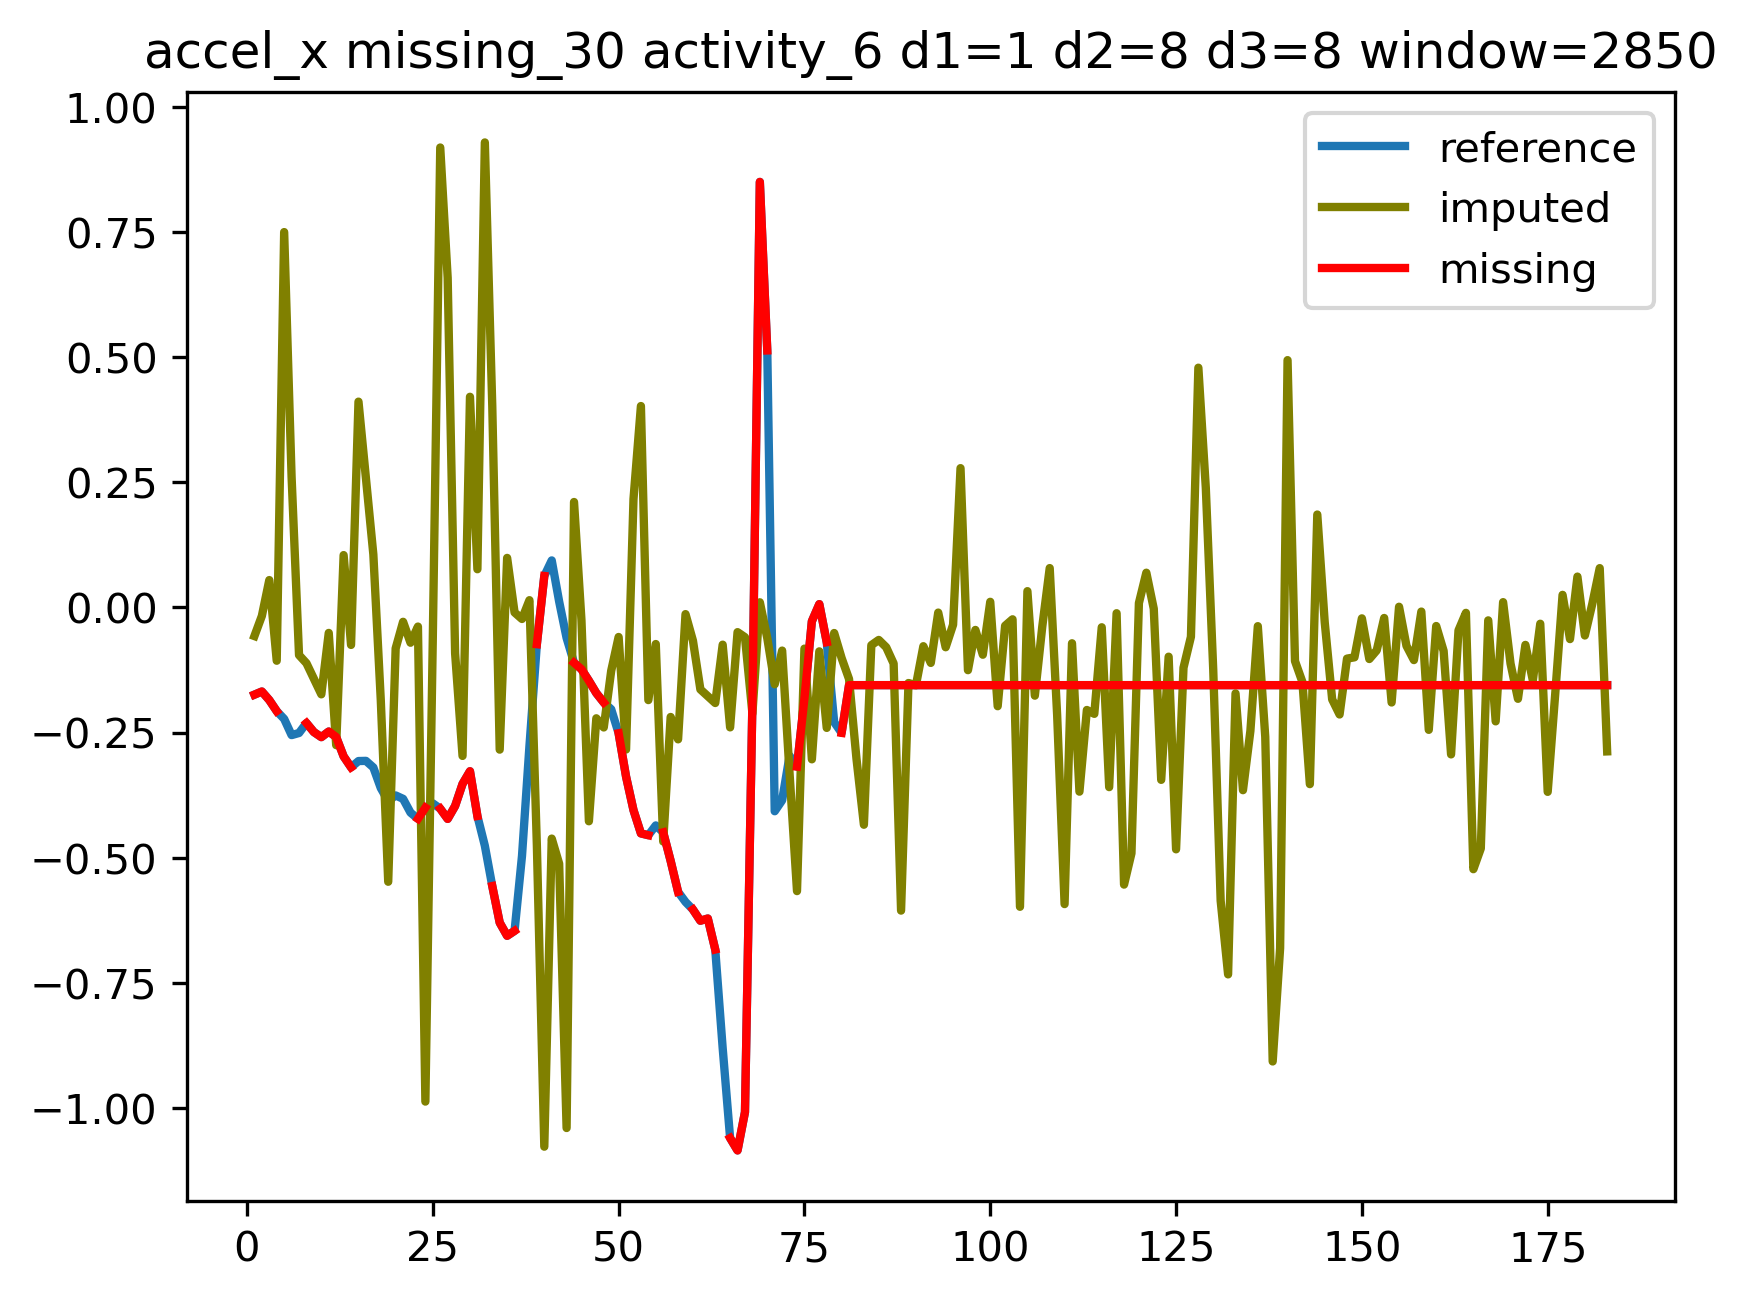 accel_x missing_30 activity_6 d1=1 d2=8 d3=8 window=2850
1.00
0.75
0.50
0.25
0.00
−0.25
−0.50
−0.75
−1.00
reference
imputed
missing
0 25 50 75 100 125 150 175